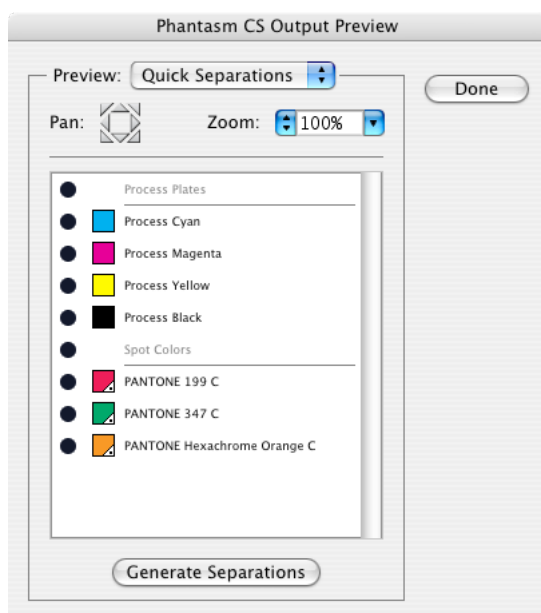 Phantasm CS Output Preview
Preview: Quick Separations
Done
Pan: Zoom: 100%
Process Plates
Process Cyan
Process Magenta
Process Yellow
Process Black
Spot Colors
PANTONE 199 C
PANTONE 347 C
PANTONE Hexachrome Orange C
Generate Separations